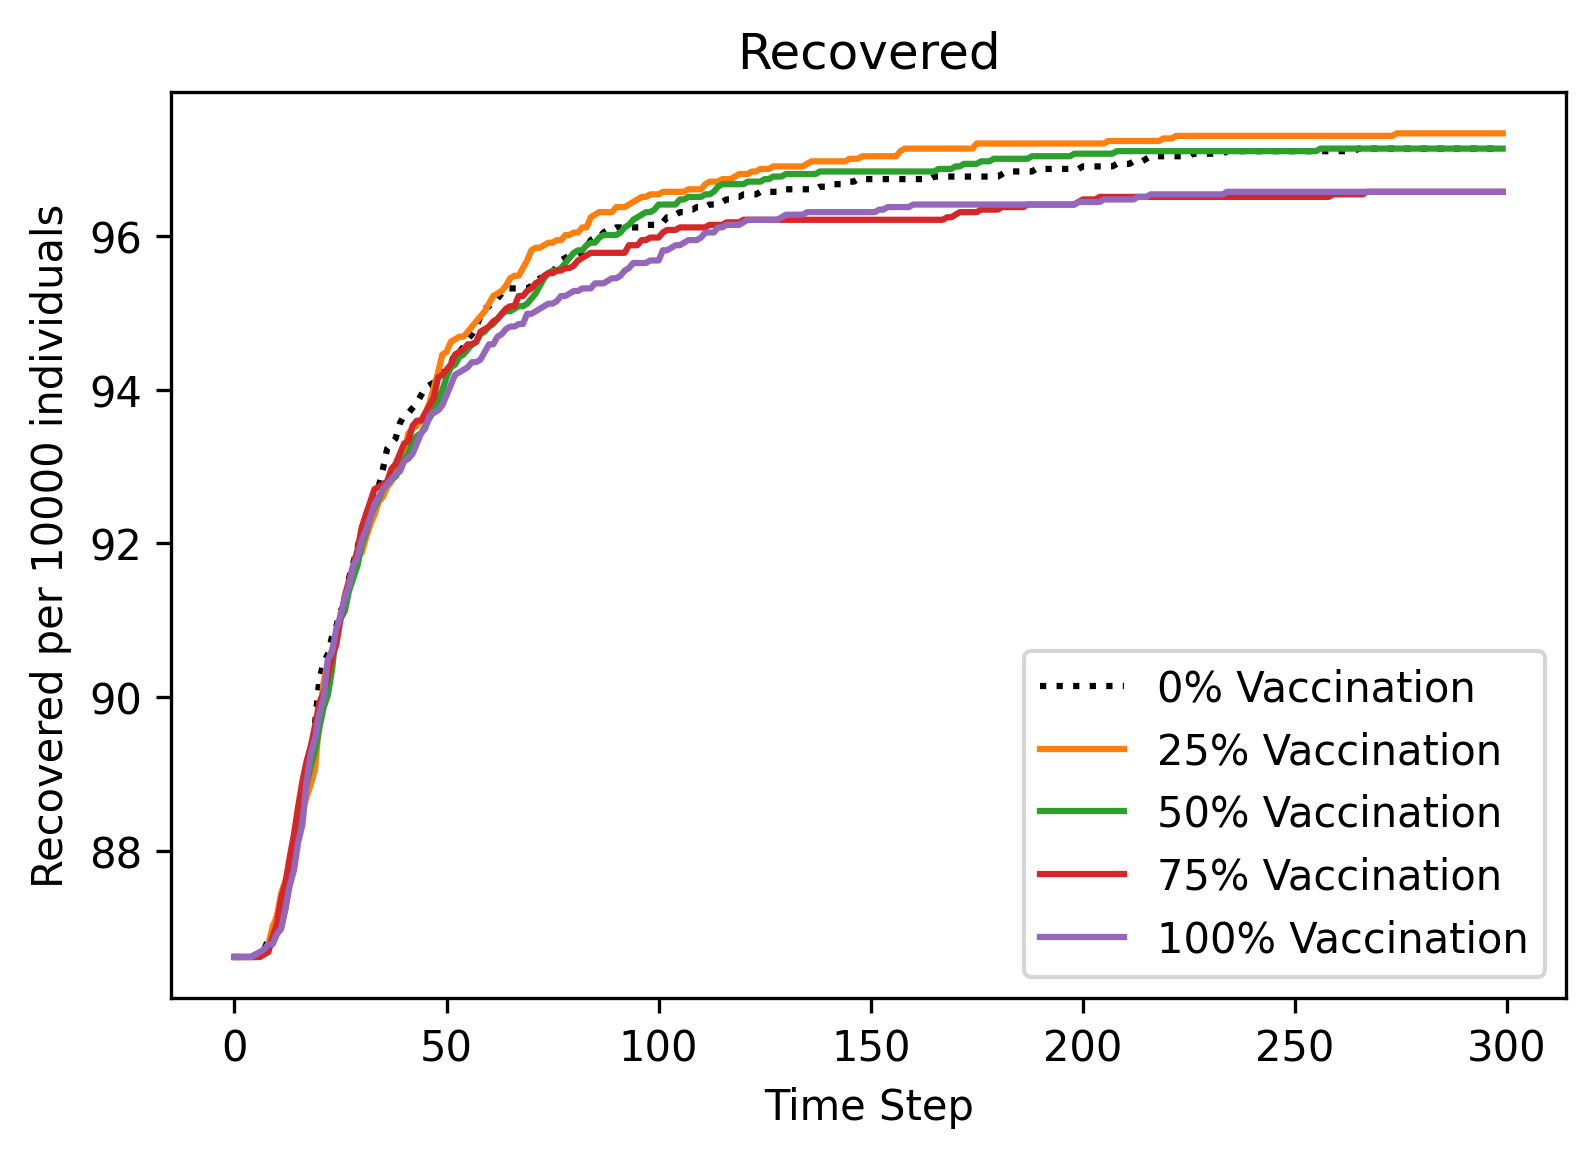 Recovered
Recovered per 10000 individuals
96
94
92
90
88
0% Vaccination
25% Vaccination
50% Vaccination
75% Vaccination
100% Vaccination
0 50 100 150 200 250 300
Time Step